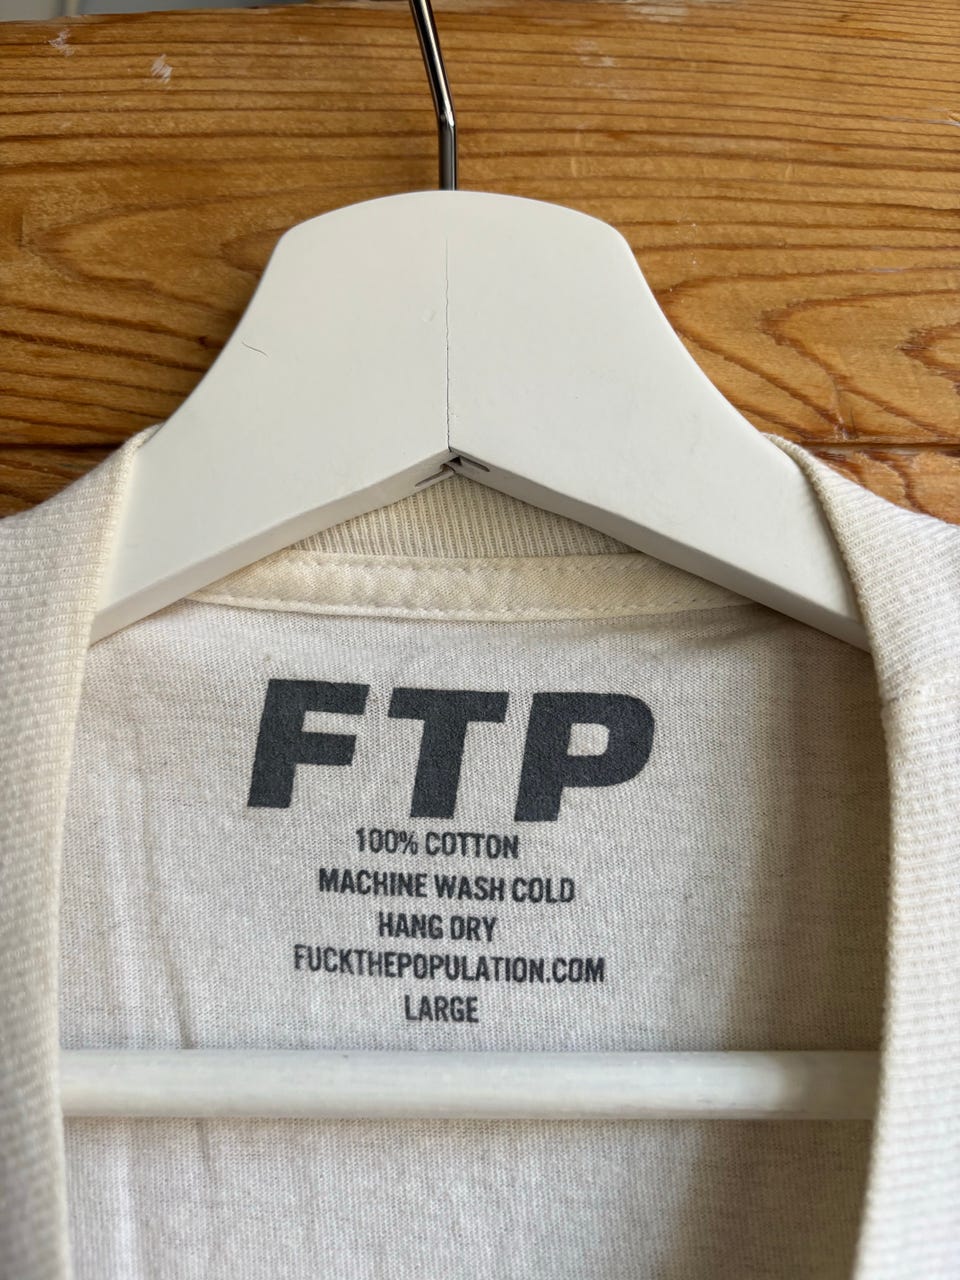 FTP
100% COTTON
MACHINE WASH COLD
HANG DRY
FUCKTHEPOPULATION.COM
LARGE